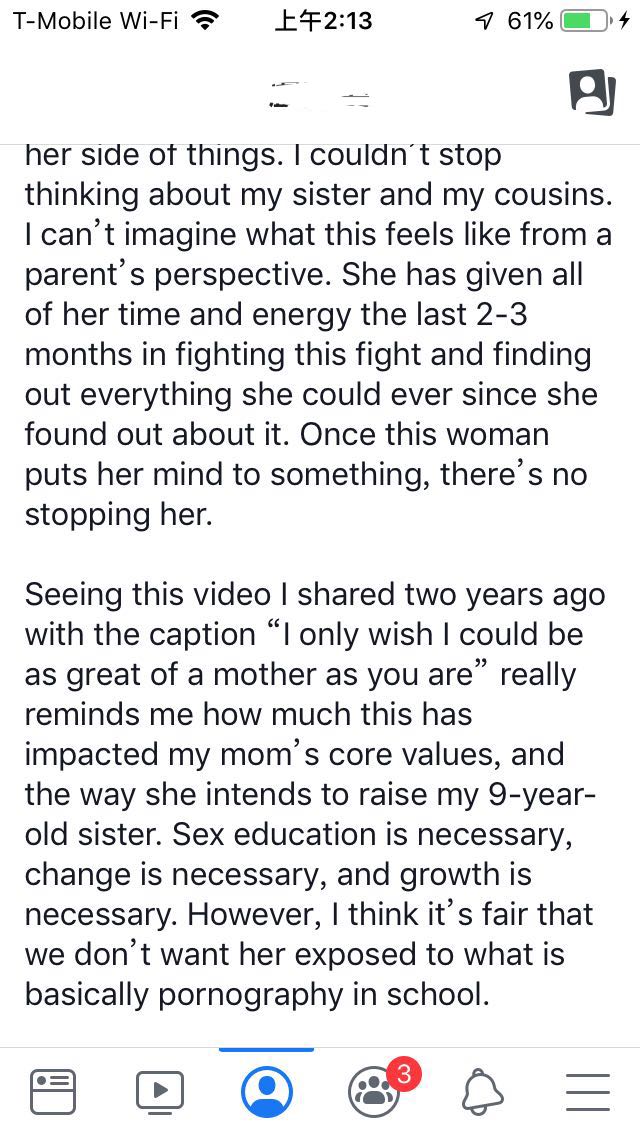 T-Mobile Wi-Fi 上午2:13 61%
her side of things. I couldn't stop
thinking about my sister and my cousins.
I can't imagine what this feels like from a
parent's perspective. She has given all
of her time and energy the last 2-3
months in fighting this fight and finding
out everything she could ever since she
found out about it. Once this woman
puts her mind to something, there's no
stopping her.
Seeing this video I shared two years ago
with the caption “I only wish I could be
as great of a mother as you are” really
reminds me how much this has
impacted my mom's core values, and
the way she intends to raise my 9-year-
old sister. Sex education is necessary,
change is necessary, and growth is
necessary. However, I think it's fair that
we don't want her exposed to what is
basically pornography in school.
3